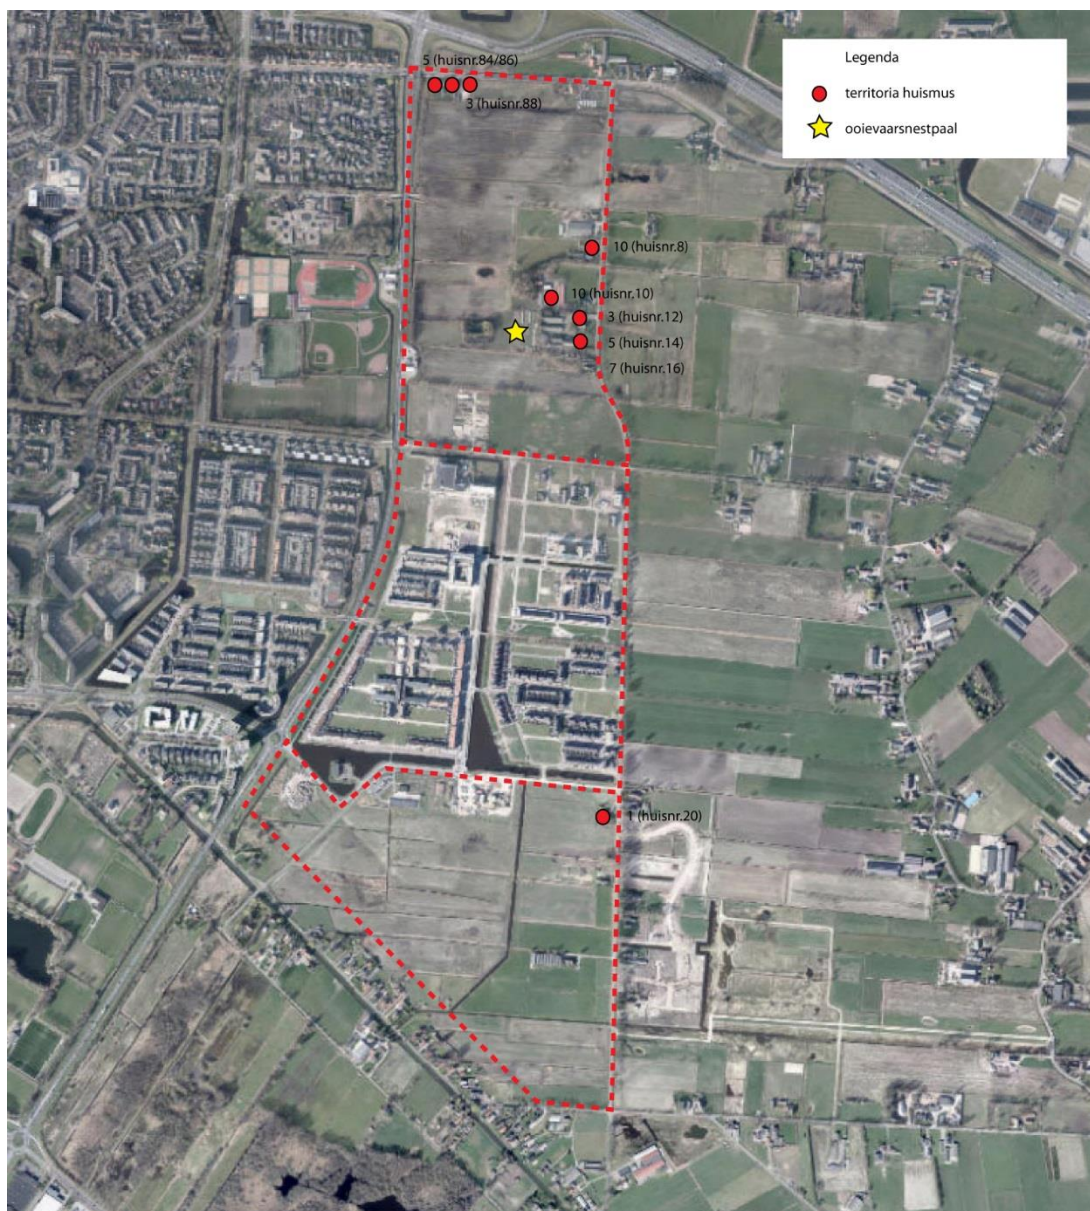 Legenda
territoria huismus
ooievaarsnestpaal
5 (huisnr.84/86)
3 (huisnr.88)
10 (huisnr.8)
10 (huisnr.10)
3 (huisnr.12)
5 (huisnr.14)
7 (huisnr.16)
1 (huisnr.20)